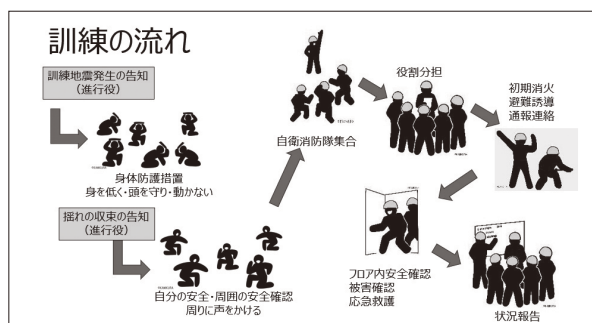 訓練の流れ
訓練地震発生の告知
(進行役)
身体防護措置
身を低く・頭を守り・動かない
揺れの収束の告知
(進行役)
自分の安全・周囲の安全確認
周りに声をかける
自衛消防隊集合
役割分担
初期消火
避難誘導
通報連絡
フロア内安全確認
被害確認
応急救護
状況報告